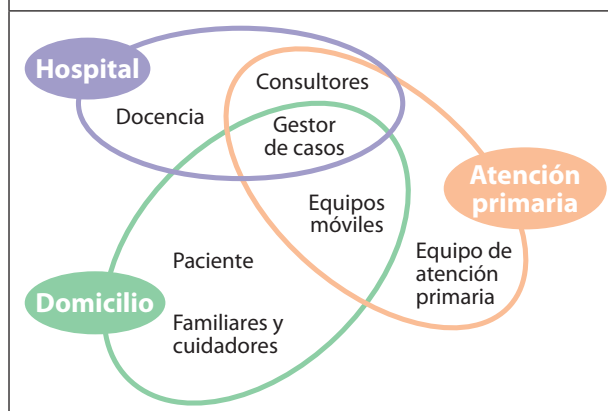 Hospital
Consultores
Docencia
Gestor
de casos
Atención
primaria
Equipos
móviles
Equipo de
atención
primaria
Paciente
Domicilio
Familiares y
cuidadores